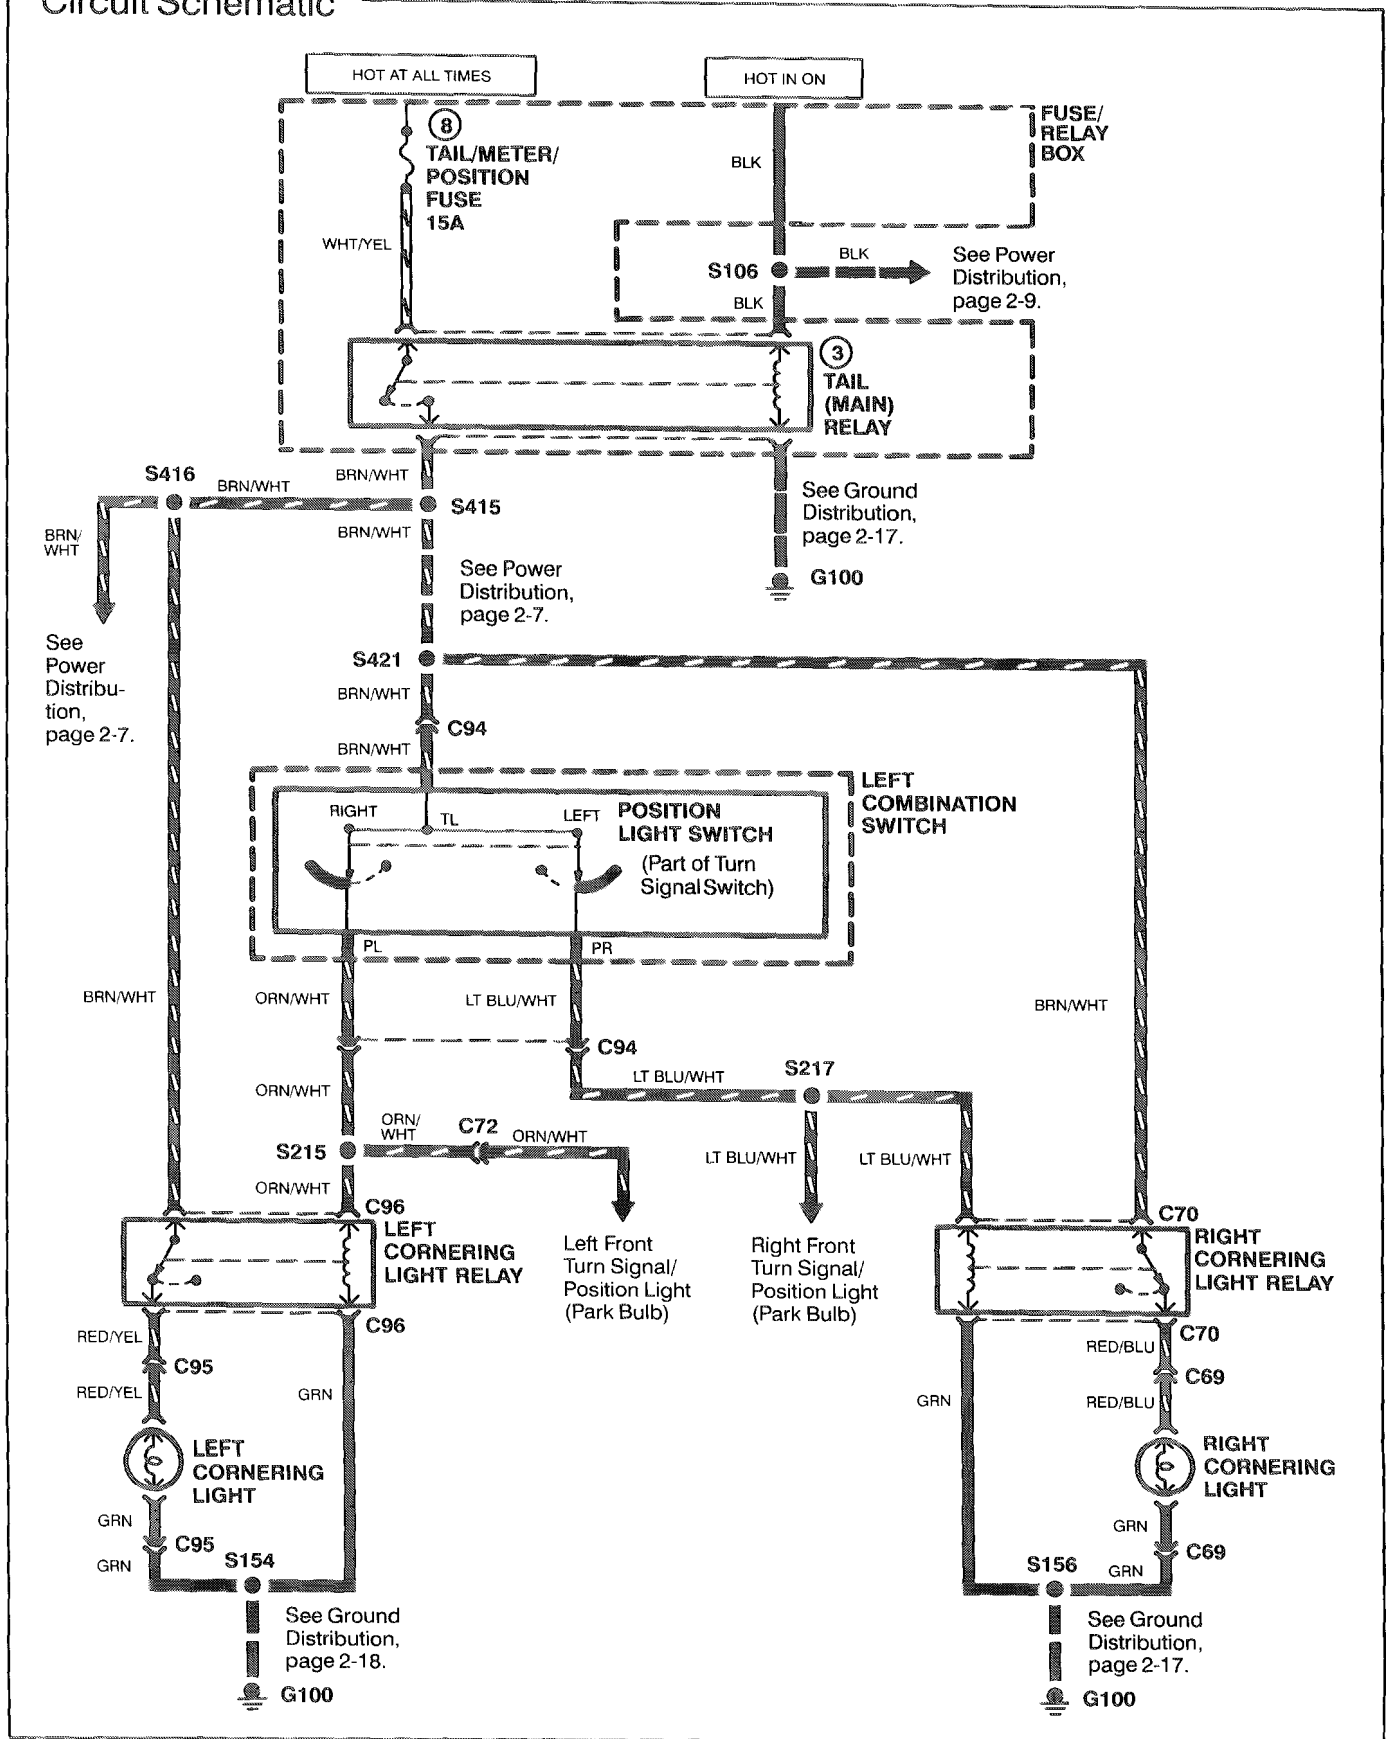 Circuit Schematic
HOT AT ALL TIMES
HOT IN ON
8
TAIL/METER/
POSITION
FUSE
15A
BLK
FUSE/
RELAY
BOX
WHT/YEL
S106
BLK
BLK
See Power
Distribution,
page 2-9.
3
TAIL
(MAIN)
RELAY
S416
BRN/WHT
BRN/WHT
S415
BRN/
WHT
BRN/WHT
See Ground
Distribution,
page 2-17.
G100
See Power
Distribution,
page 2-7.
See
Power
Distribu-
tion,
page 2-7.
S421
BRN/WHT
C94
BRN/WHT
LEFT
COMBINATION
SWITCH
RIGHT
TL
LEFT
POSITION
LIGHT SWITCH
(Part of Turn
Signal Switch)
PL
PR
BRN/WHT
ORN/WHT
LT BLU/WHT
BRN/WHT
C94
LT BLU/WHT
S217
ORN/WHT
ORN/
WHT
C72
ORN/WHT
S215
LT BLU/WHT
LT BLU/WHT
ORN/WHT
C96
LEFT
CORNERING
LIGHT RELAY
C96
Left Front
Turn Signal/
Position Light
(Park Bulb)
Right Front
Turn Signal/
Position Light
(Park Bulb)
C70
RIGHT
CORNERING
LIGHT RELAY
C70
RED/YEL
C95
RED/YEL
GRN
RED/BLU
C69
RED/BLU
GRN
LEFT
CORNERING
LIGHT
RIGHT
CORNERING
LIGHT
GRN
C95
GRN
S154
GRN
C69
GRN
S156
See Ground
Distribution,
page 2-18.
G100
See Ground
Distribution,
page 2-17.
G100